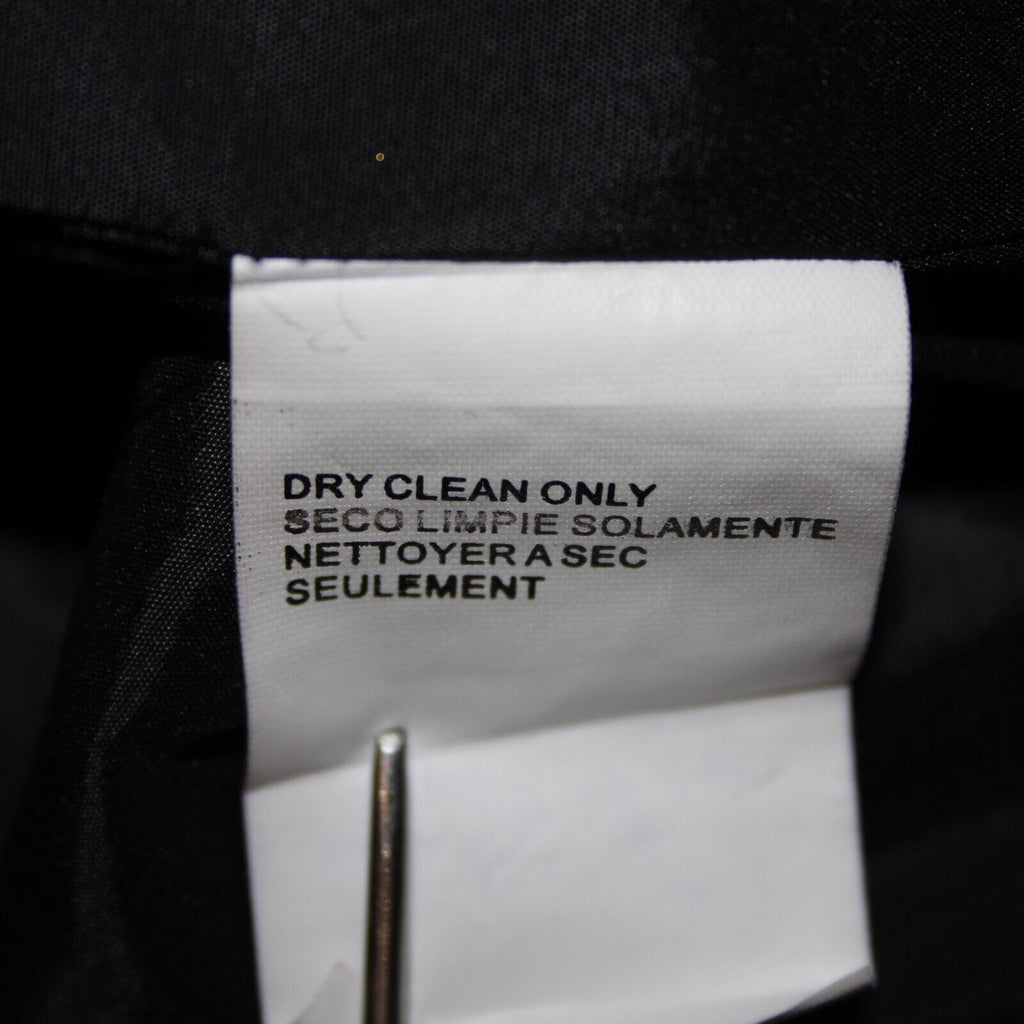 DRY CLEAN ONLY
SECO LIMPIE SOLAMENTE
NETTOYER A SEC
SEULEMENT